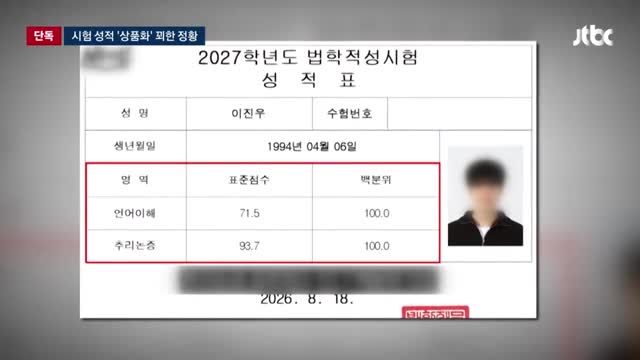 단독 시험 성적 '상품화' 꾀한 정황
jtbc
2027학년도 법학적성시험
성 적 표
성 명 이진우 수험번호
생년월일 1994년 04월 06일
영 역 표준점수 백분위
언어이해 71.5 100.0
추리논증 93.7 100.0
2026. 8. 18.